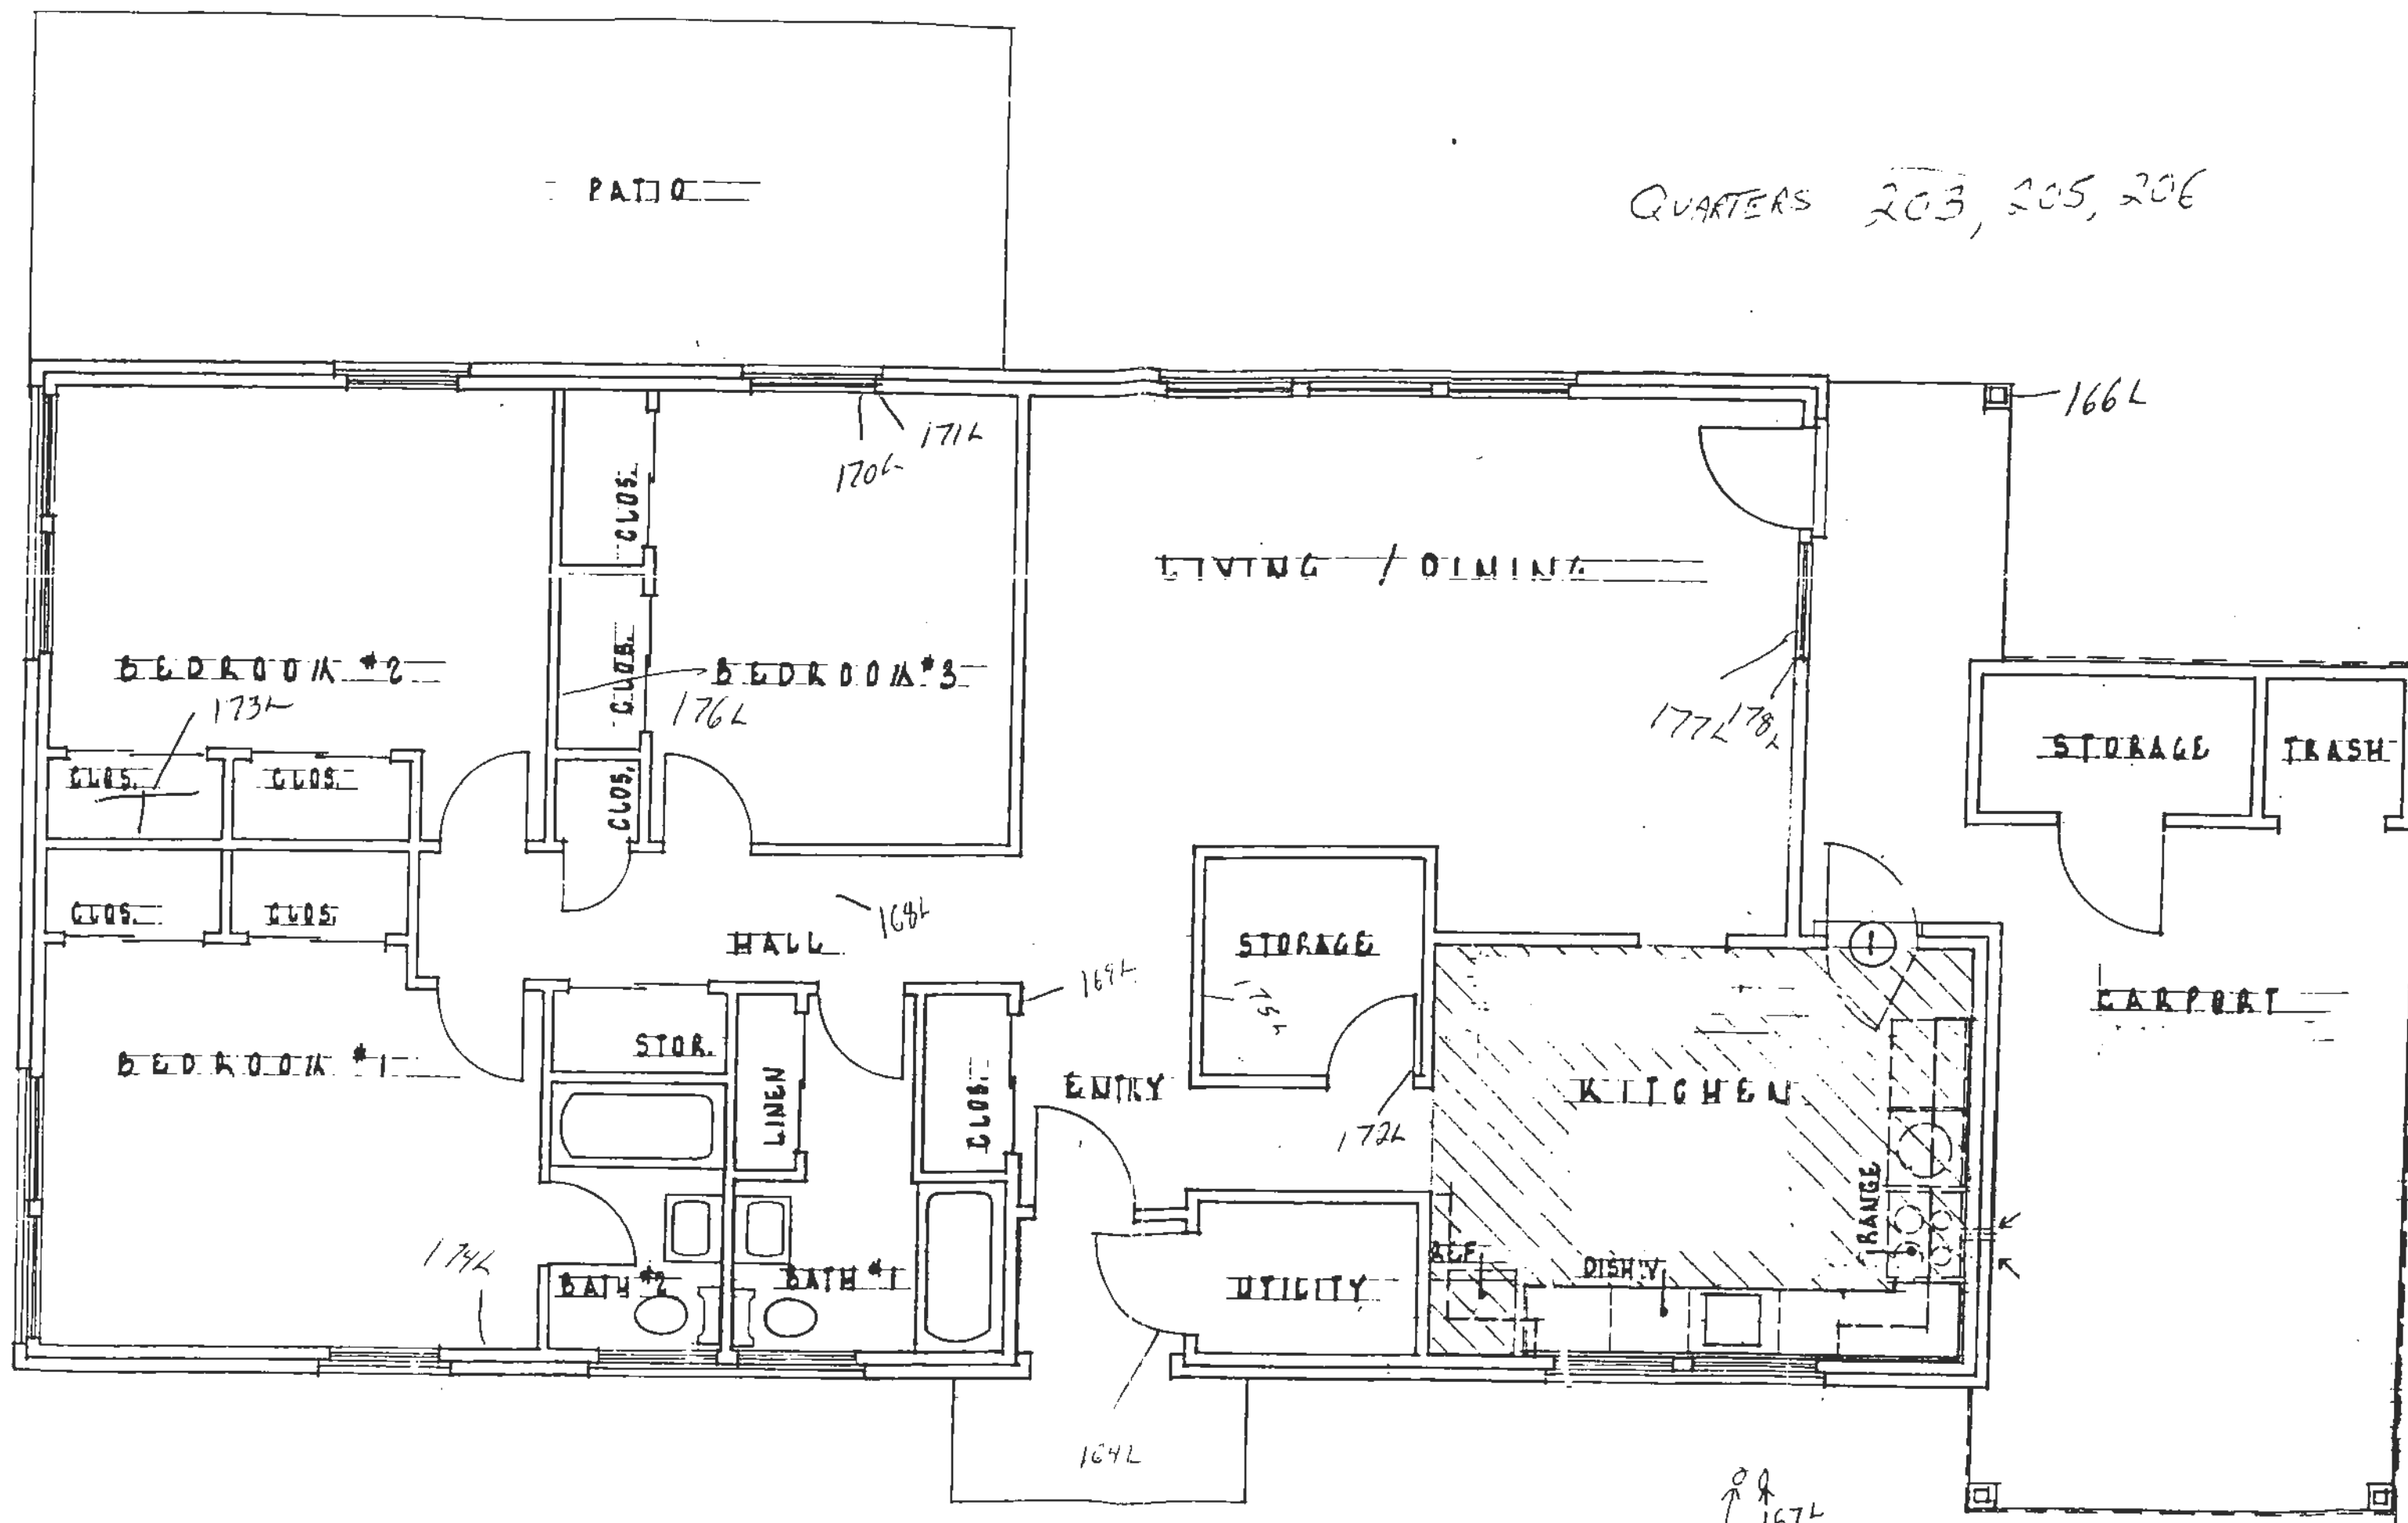 PATIO
QUARTERS 203, 205, 206
166L
171L
170L
CLOS.
LIVING / DINING
BEDROOM #2
CLOS.
BEDROOM #3
173L
176L
177L
178L
STORAGE
TRASH
CLOS.
CLOS.
CLOS.
CLOS.
CLOS.
168L
HALL
STORAGE
169L
CARPORT
1
STOR.
BEDROOM #1
LINEN
CLOS.
ENTRY
KITCHEN
172L
RANGE
174L
BATH #2
BATH #1
UTILITY
REF.
DISH'W
164L
167L